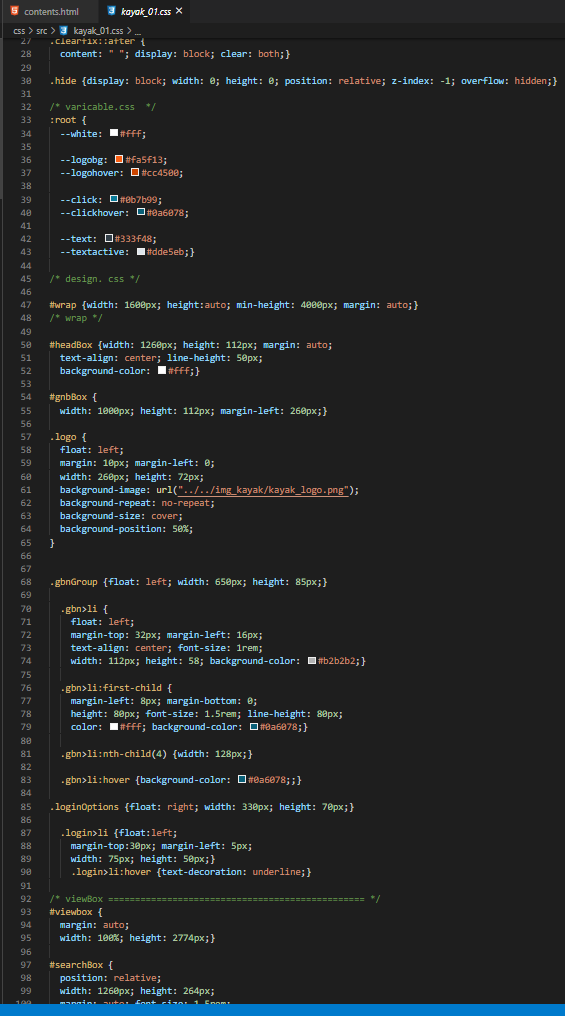 contents.html
kayak_01.css ×
css > src > kayak_01.css > ...
27 .clearfix::after {
28 content: " "; display: block; clear: both;}
29
30 .hide {display: block; width: 0; height: 0; position: relative; z-index: -1; overflow: hidden;}
31
32 /* varicable.css */
33 :root {
34 --white: #fff;
35
36 --logobg: #fa5f13;
37 --logohover: #cc4500;
38
39 --click: #0b7b99;
40 --clickhover: #0a6078;
41
42 --text: #333f48;
43 --textactive: #dde5eb;}
44
45 /* design. css */
46
47 #wrap {width: 1600px; height:auto; min-height: 4000px; margin: auto;}
48 /* wrap */
49
50 #headBox {width: 1260px; height: 112px; margin: auto;
51 text-align: center; line-height: 50px;
52 background-color: #fff;}
53
54 #gnbBox {
55 width: 1000px; height: 112px; margin-left: 260px;}
56
57 .logo {
58 float: left;
59 margin: 10px; margin-left: 0;
60 width: 260px; height: 72px;
61 background-image: url("../../img_kayak/kayak_logo.png");
62 background-repeat: no-repeat;
63 background-size: cover;
64 background-position: 50%;
65 }
66
67
68 .gbnGroup {float: left; width: 650px; height: 85px;}
69
70 .gbn>li {
71 float: left;
72 margin-top: 32px; margin-left: 16px;
73 text-align: center; font-size: 1rem;
74 width: 112px; height: 58; background-color: #b2b2b2;}
75
76 .gbn>li:first-child {
77 margin-left: 8px; margin-bottom: 0;
78 height: 80px; font-size: 1.5rem; line-height: 80px;
79 color: #fff; background-color: #0a6078;}
80
81 .gbn>li:nth-child(4) {width: 128px;}
82
83 .gbn>li:hover {background-color: #0a6078;;}
84
85 .loginOptions {float: right; width: 330px; height: 70px;}
86
87 .login>li {float:left;
88 margin-top:30px; margin-left: 5px;
89 width: 75px; height: 50px;}
90 .login>li:hover {text-decoration: underline;}
91
92 /* viewBox ================================================ */
93 #viewbox {
94 margin: auto;
95 width: 100%; height: 2774px;}
96
97 #searchBox {
98 position: relative;
99 width: 1260px; height: 264px;
100 margin: auto; font-size: 1.5rem;